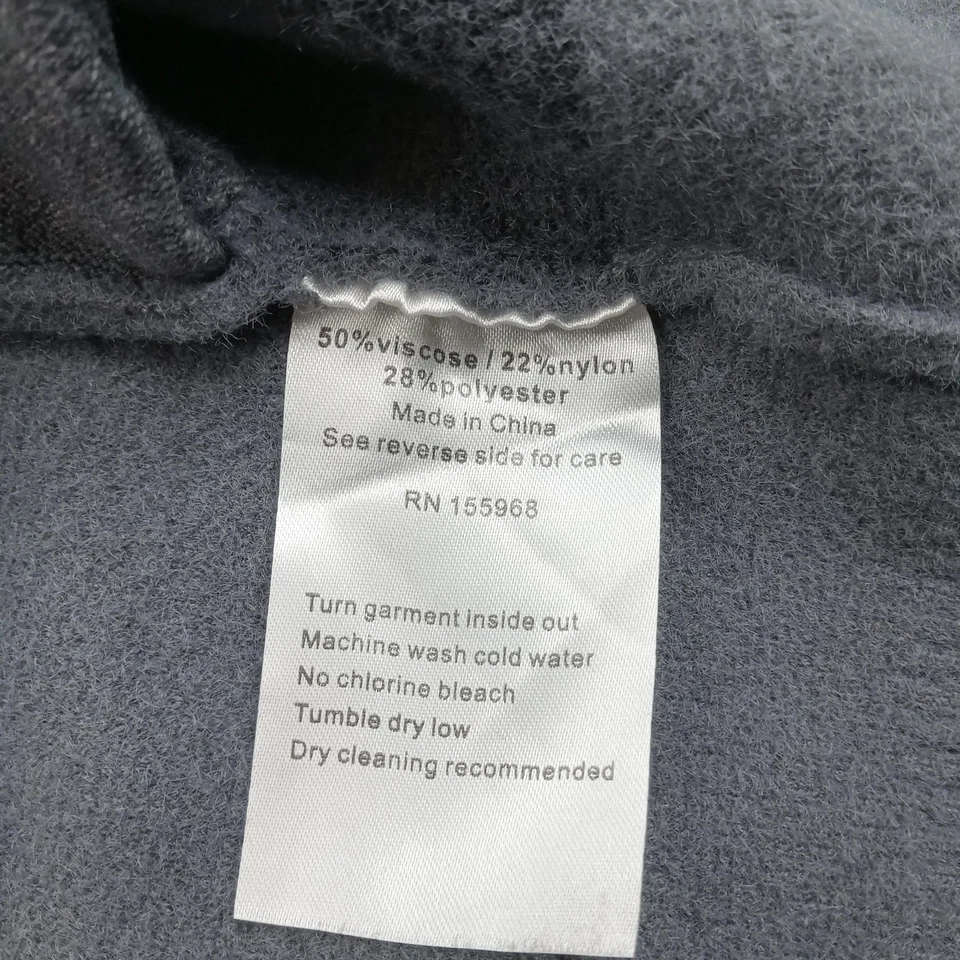 50%viscose / 22%nylon
28%polyester
Made in China
See reverse side for care
RN 155968
Turn garment inside out
Machine wash cold water
No chlorine bleach
Tumble dry low
Dry cleaning recommended